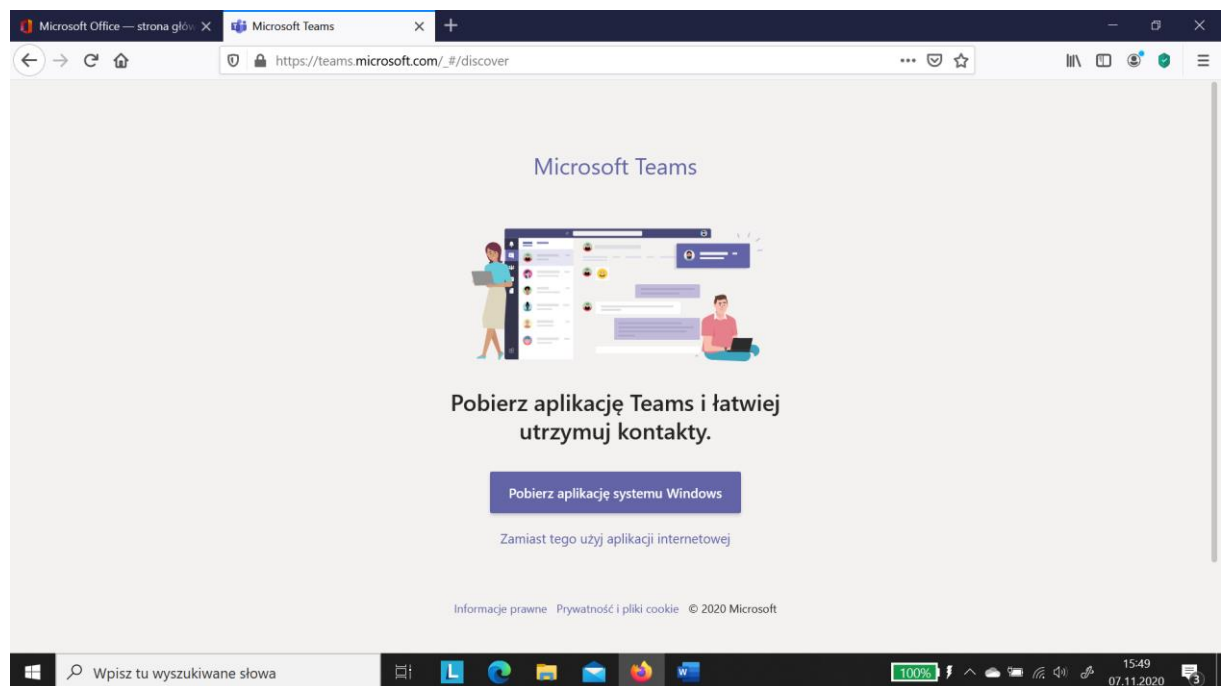 Microsoft Office — strona głów
Microsoft Teams
https://teams.microsoft.com/_#/discover
Microsoft Teams
Pobierz aplikację Teams i łatwiej
utrzymuj kontakty.
Pobierz aplikację systemu Windows
Zamiast tego użyj aplikacji internetowej
Informacje prawne Prywatność i pliki cookie © 2020 Microsoft
Wpisz tu wyszukiwane słowa
L
W
100%
15:49
07.11.2020
3